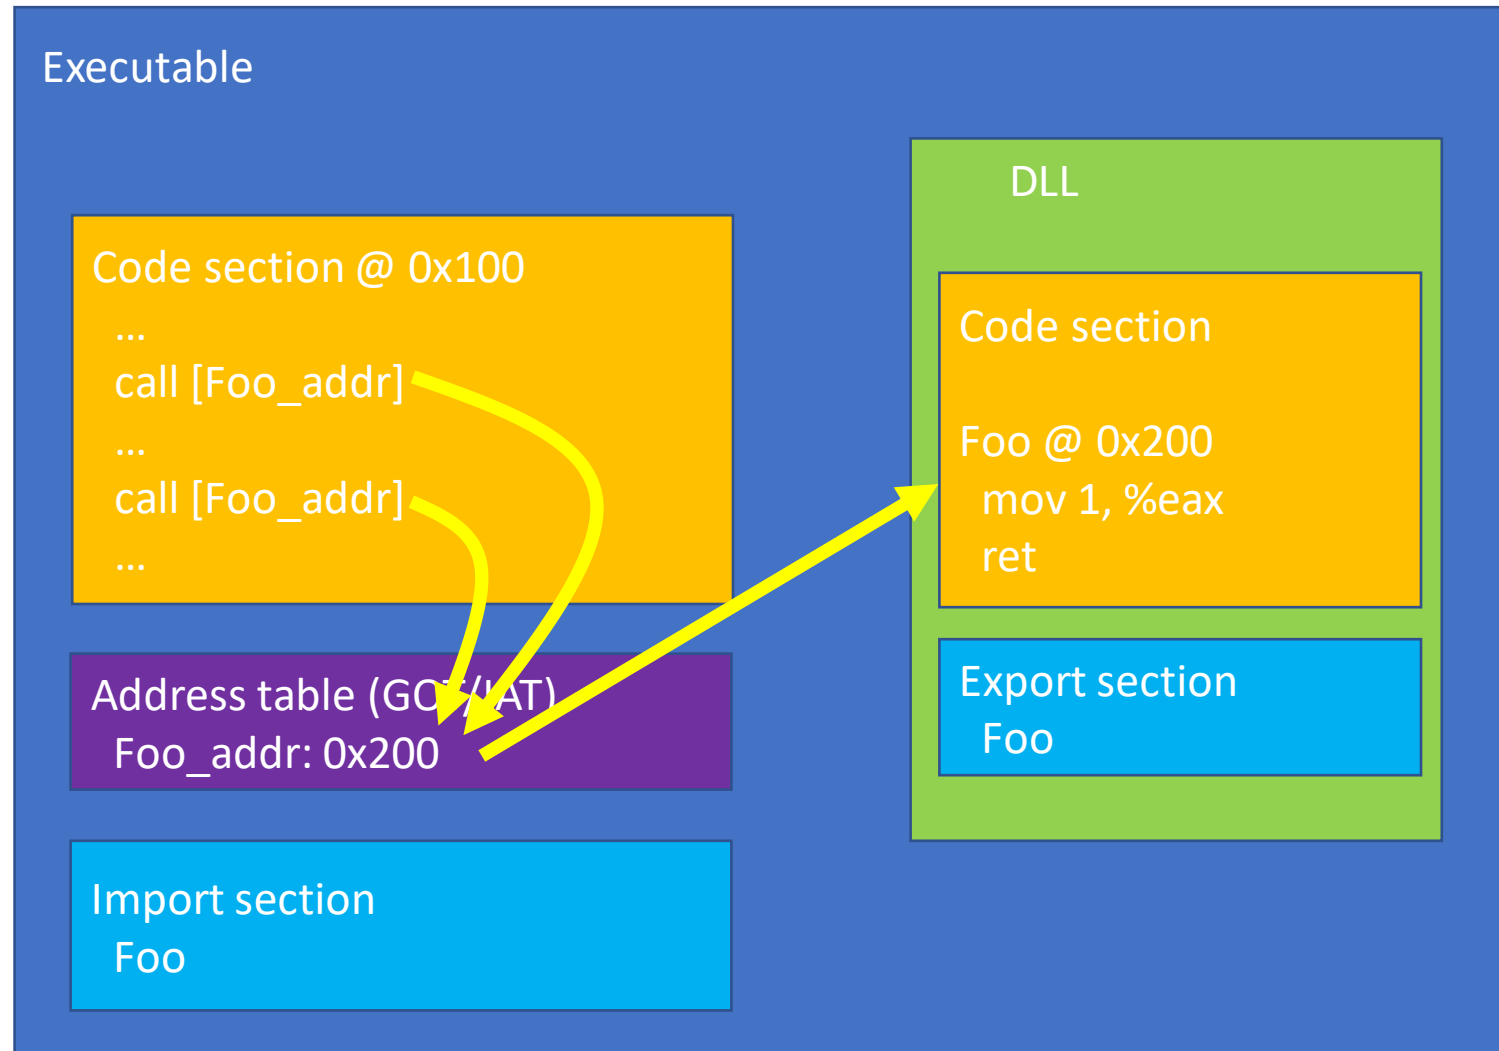 Executable
Code section @ 0x100
...
call [Foo_addr]
...
call [Foo_addr]
...
Address table (GOT/IAT)
Foo_addr: 0x200
Import section
Foo
DLL
Code section
Foo @ 0x200
mov 1, %eax
ret
Export section
Foo